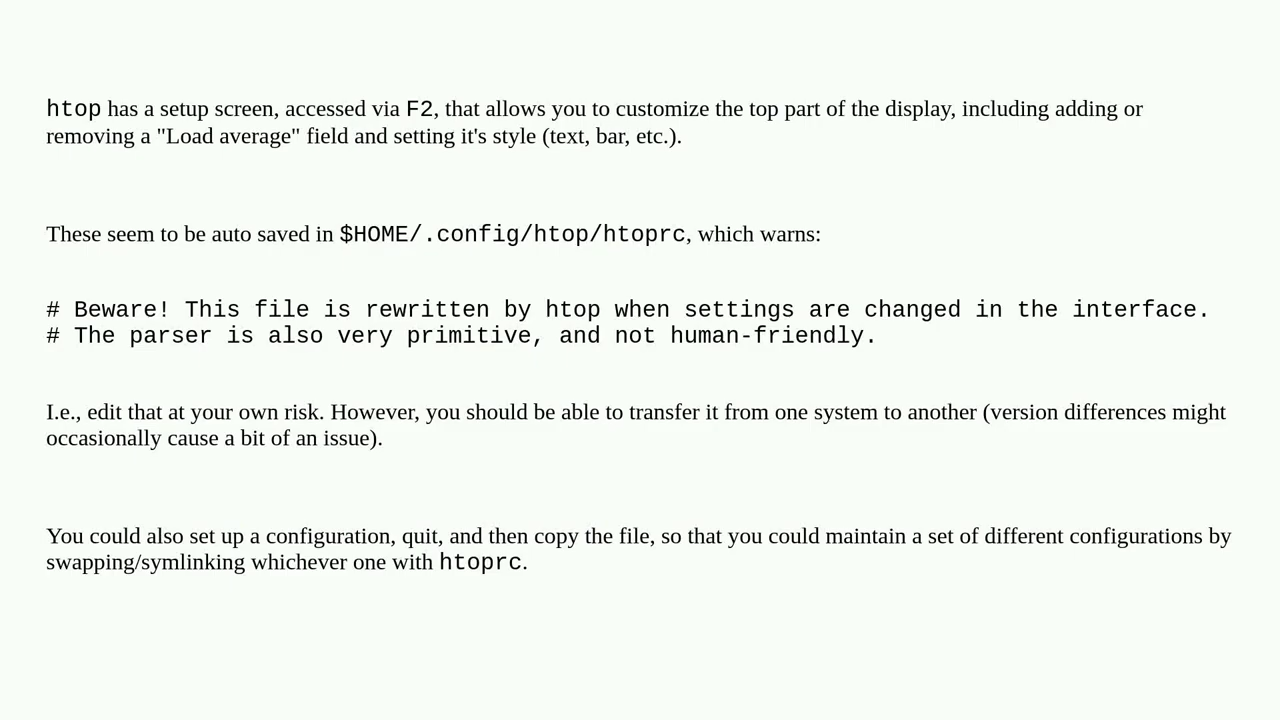 htop has a setup screen, accessed via F2, that allows you to customize the top part of the display, including adding or
removing a "Load average" field and setting it's style (text, bar, etc.).
These seem to be auto saved in $HOME/.config/htop/htoprc, which warns:
# Beware! This file is rewritten by htop when settings are changed in the interface.
# The parser is also very primitive, and not human-friendly.
I.e., edit that at your own risk. However, you should be able to transfer it from one system to another (version differences might
occasionally cause a bit of an issue).
You could also set up a configuration, quit, and then copy the file, so that you could maintain a set of different configurations by
swapping/symlinking whichever one with htoprc.